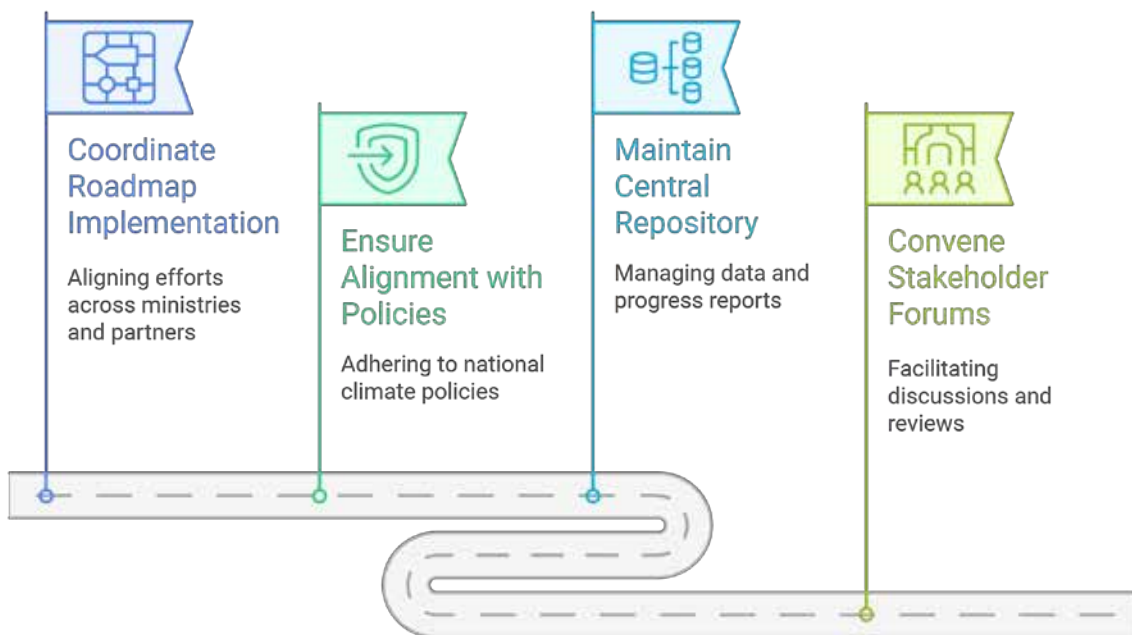 Coordinate
Roadmap
Implementation
Aligning efforts
across ministries
and partners
Ensure
Alignment with
Policies
Adhering to national
climate policies
Maintain
Central
Repository
Managing data and
progress reports
Convene
Stakeholder
Forums
Facilitating
discussions and
reviews